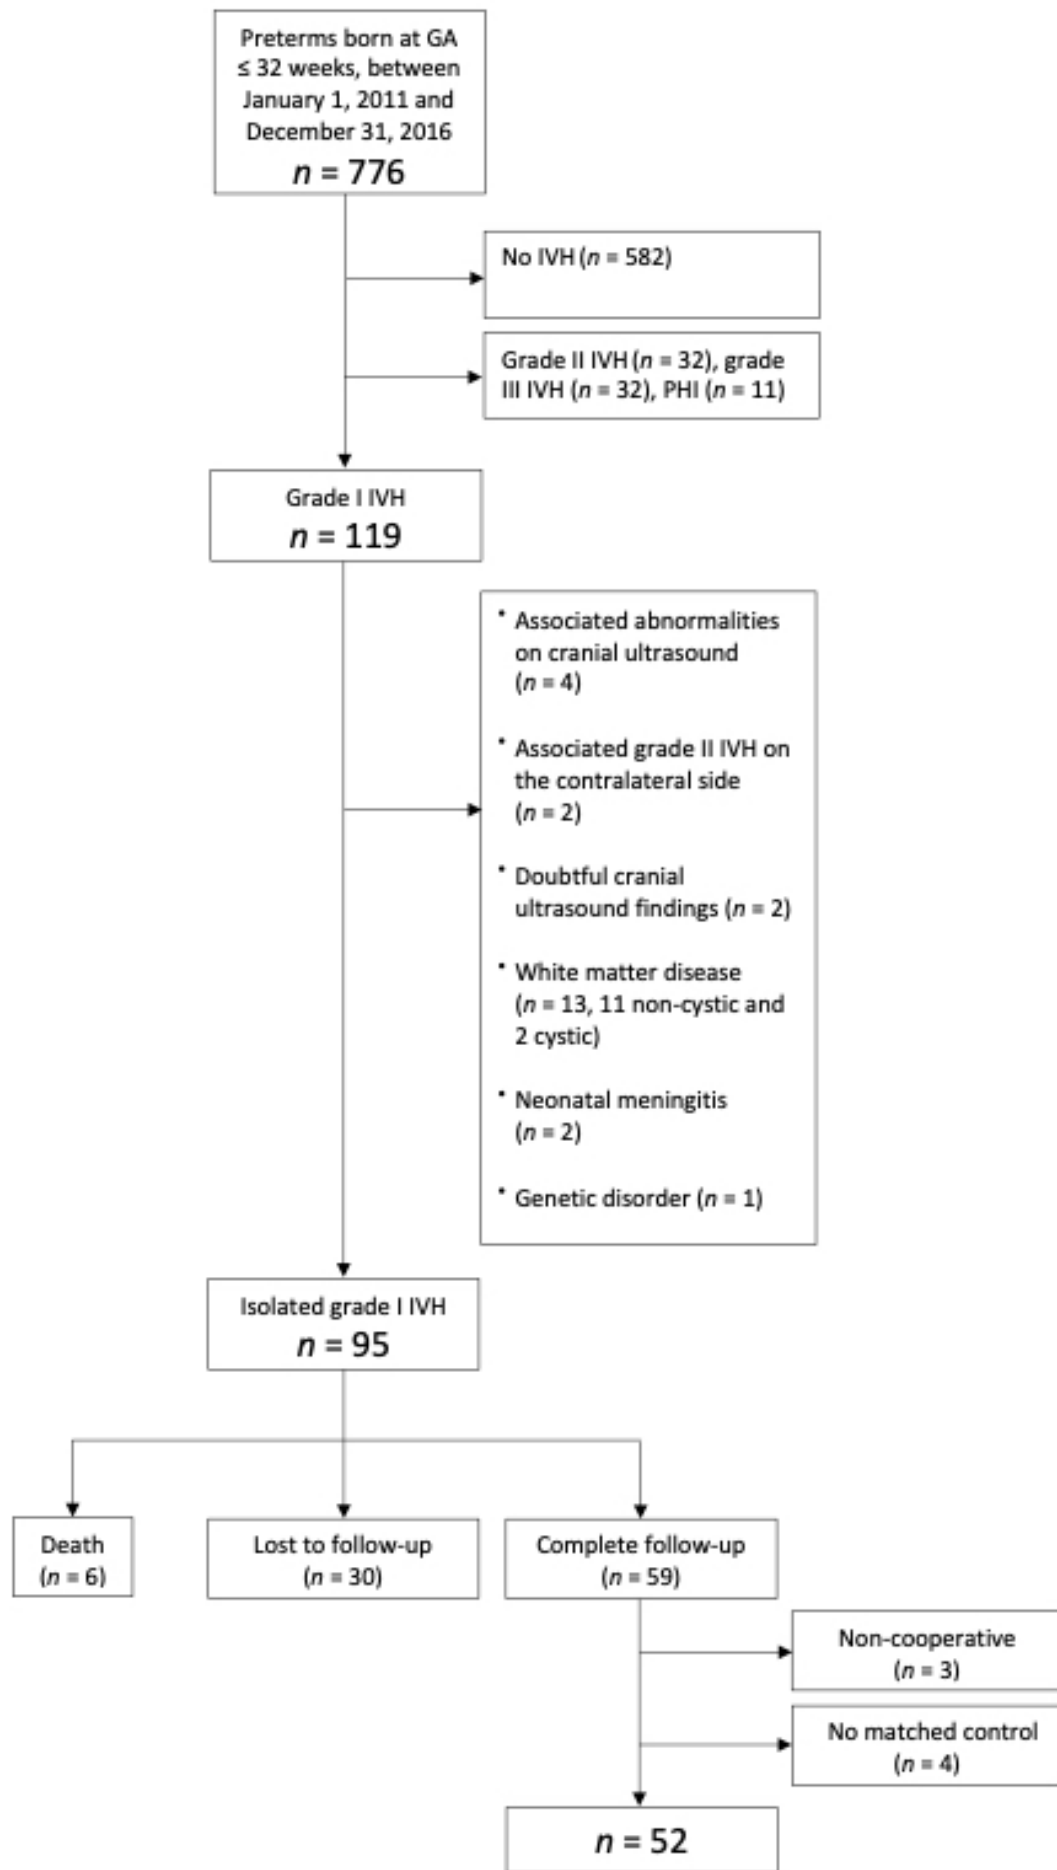 Preterms born at GA
≤ 32 weeks, between
January 1, 2011 and
December 31, 2016
n = 776
No IVH (n = 582)
Grade II IVH (n = 32), grade
III IVH (n = 32), PHI (n = 11)
Grade I IVH
n = 119
• Associated abnormalities
on cranial ultrasound
(n = 4)
• Associated grade II IVH on
the contralateral side
(n = 2)
• Doubtful cranial
ultrasound findings (n = 2)
• White matter disease
(n = 13, 11 non-cystic and
2 cystic)
• Neonatal meningitis
(n = 2)
• Genetic disorder (n = 1)
Isolated grade I IVH
n = 95
Death
(n = 6)
Lost to follow-up
(n = 30)
Complete follow-up
(n = 59)
Non-cooperative
(n = 3)
No matched control
(n = 4)
n = 52